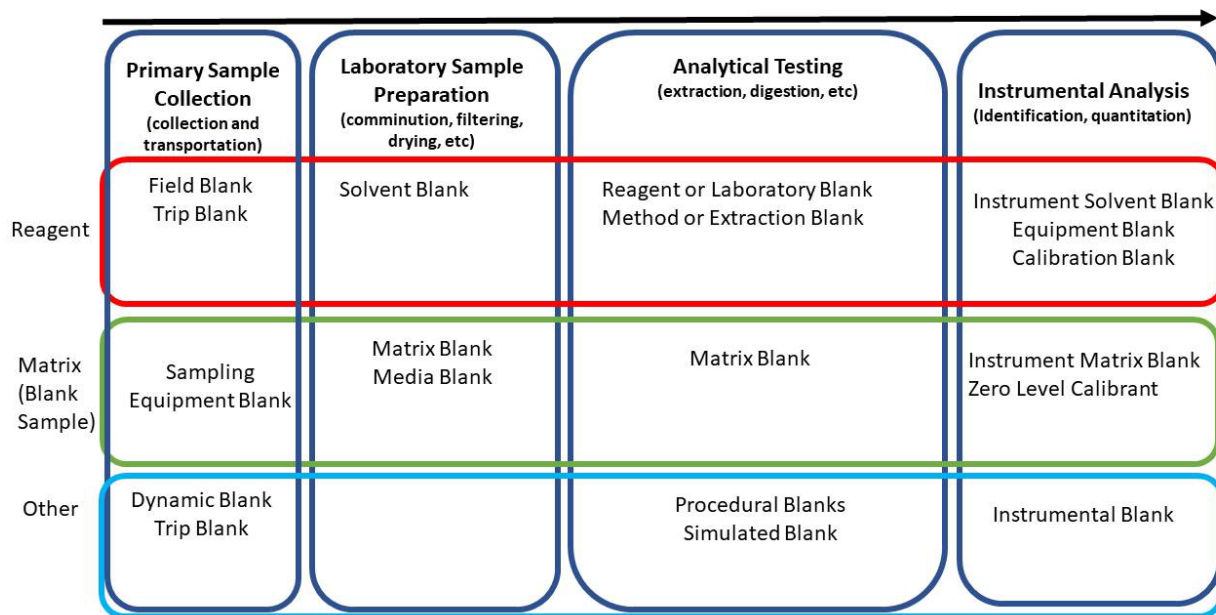 Primary Sample
Collection
(collection and
transportation)
Laboratory Sample
Preparation
(comminution, filtering,
drying, etc)
Analytical Testing
(extraction, digestion, etc)
Instrumental Analysis
(Identification, quantitation)
Reagent
Field Blank
Trip Blank
Solvent Blank
Reagent or Laboratory Blank
Method or Extraction Blank
Instrument Solvent Blank
Equipment Blank
Calibration Blank
Matrix
(Blank
Sample)
Sampling
Equipment Blank
Matrix Blank
Media Blank
Matrix Blank
Instrument Matrix Blank
Zero Level Calibrant
Other
Dynamic Blank
Trip Blank
Procedural Blanks
Simulated Blank
Instrumental Blank